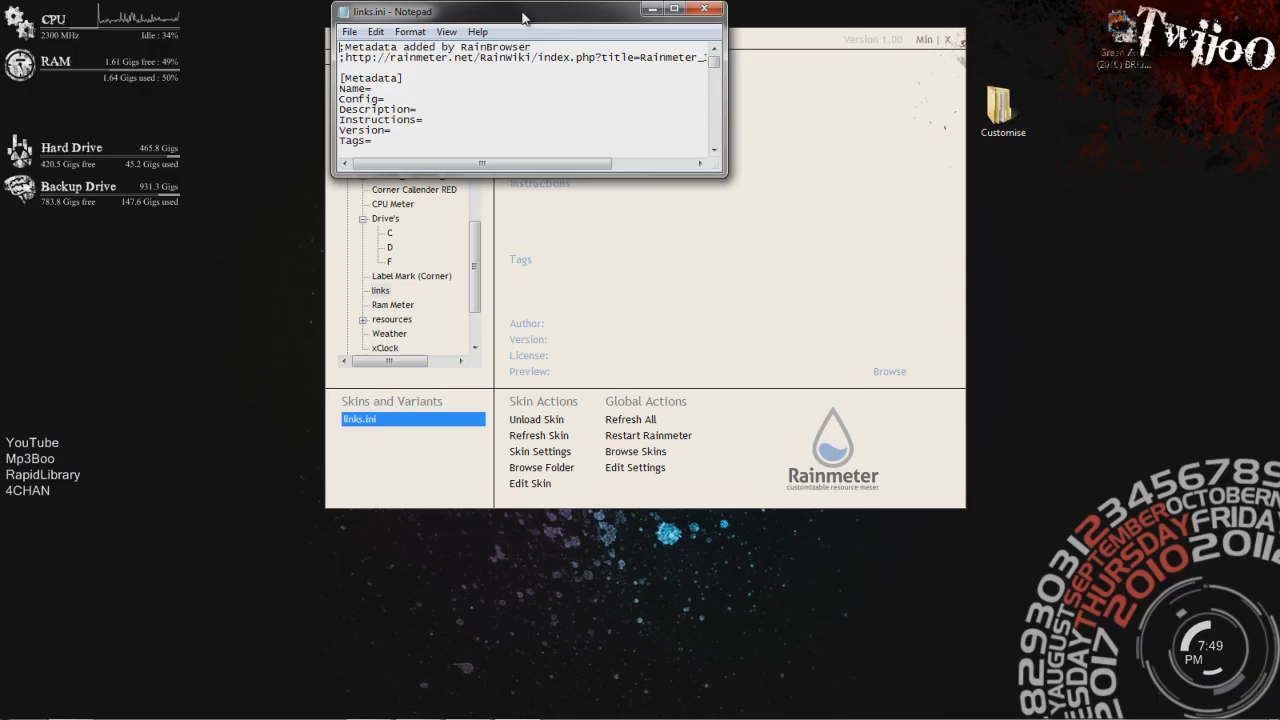 CPU
2300 MHz
Idle : 34%
RAM
1.61 Gigs free : 49%
1.64 Gigs used : 50%
Hard Drive
465.8 Gigs
420.5 Gigs free
45.2 Gigs used
Backup Drive
931.3 Gigs
783.8 Gigs free
147.6 Gigs used
YouTube
Mp3Boo
RapidLibrary
4CHAN
links.ini - Notepad
File Edit Format View Help
;Metadata added by RainBrowser
;http://rainmeter.net/RainWiki/index.php?title=Rainmeter_
[Metadata]
Name=
Config=
Description=
Instructions=
Version=
Tags=
Version 1.00
Min | X
Corner Callender RED
CPU Meter
Drive's
C
D
F
Label Mark (Corner)
links
Ram Meter
resources
Weather
xClock
Instructions
Tags
Author:
Version:
License:
Preview:
Browse
Skins and Variants
links.ini
Skin Actions
Unload Skin
Refresh Skin
Skin Settings
Browse Folder
Edit Skin
Global Actions
Refresh All
Restart Rainmeter
Browse Skins
Edit Settings
Rainmeter
customizable resource meter
TwijoO
(2010) BR
Customise
2345678
OCTOBER
FRIDAY
2011
SEPTEMBER
THURSDAY
2010
AUGUST
2017
7:49
PM